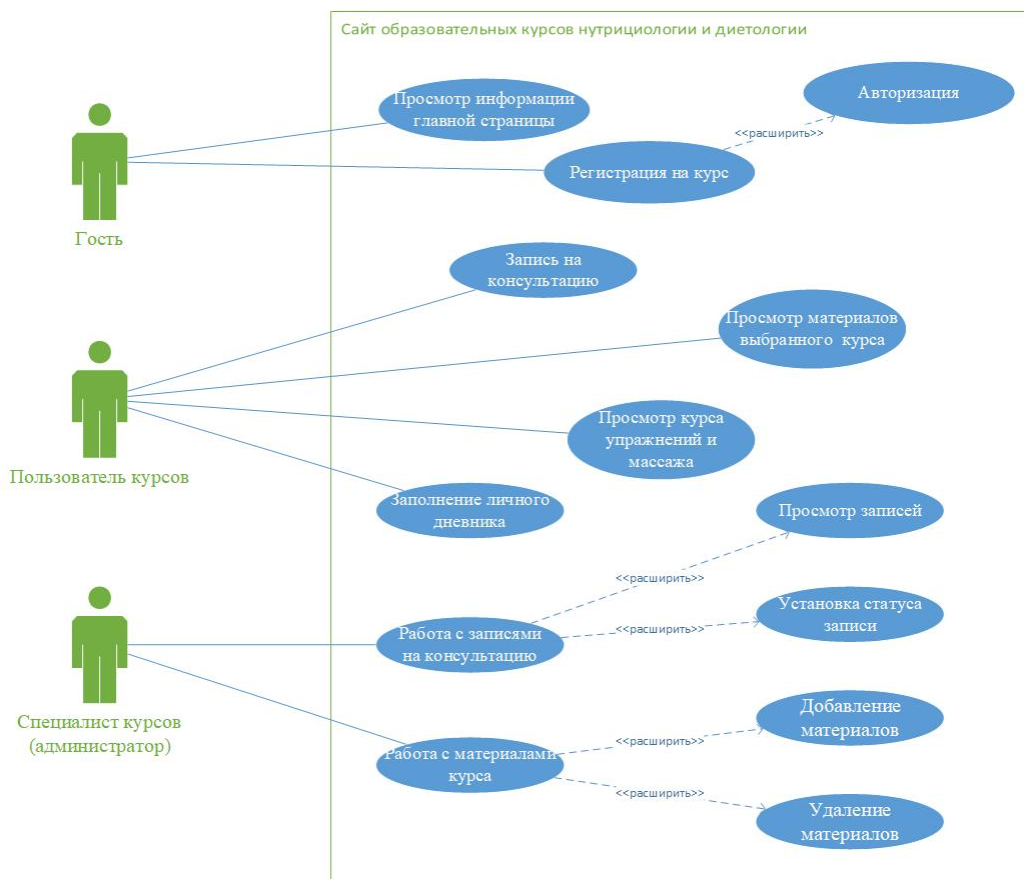 Сайт образовательных курсов нутрициологии и диетологии
Просмотр информации
главной страницы
Авторизация
<<расширить>>
Регистрация на курс
Гость
Запись на
консультацию
Просмотр материалов
выбранного курса
Просмотр курса
упражнений и
массажа
Пользователь курсов
Заполнение личного
дневника
Просмотр записей
<<расширить>>
Установка статуса
записи
<<расширить>>
Работа с записями
на консультацию
Специалист курсов
(администратор)
Добавление
материалов
<<расширить>>
Работа с материалами
курса
<<расширить>>
Удаление
материалов